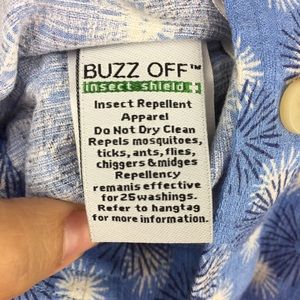 BUZZ OFF™
insect shield
Insect Repellent
Apparel
Do Not Dry Clean
Repels mosquitoes,
ticks, ants, flies,
chiggers & midges
Repellency
remanis effective
for 25 washings.
Refer to hangtag
for more information.